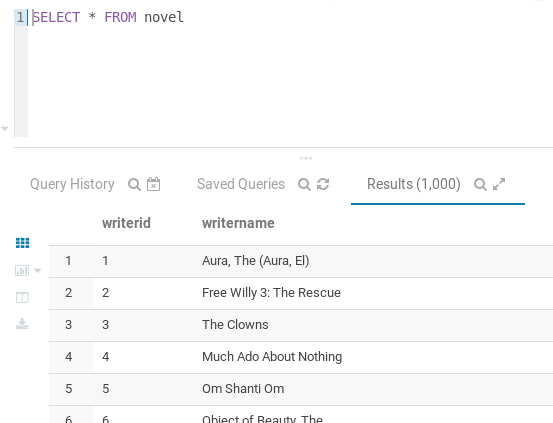 1 SELECT * FROM novel
Query History
Saved Queries
Results (1,000)
writerid writername
1 1 Aura, The (Aura, El)
2 2 Free Willy 3: The Rescue
3 3 The Clowns
4 4 Much Ado About Nothing
5 5 Om Shanti Om
6 6 Object of Beauty, The